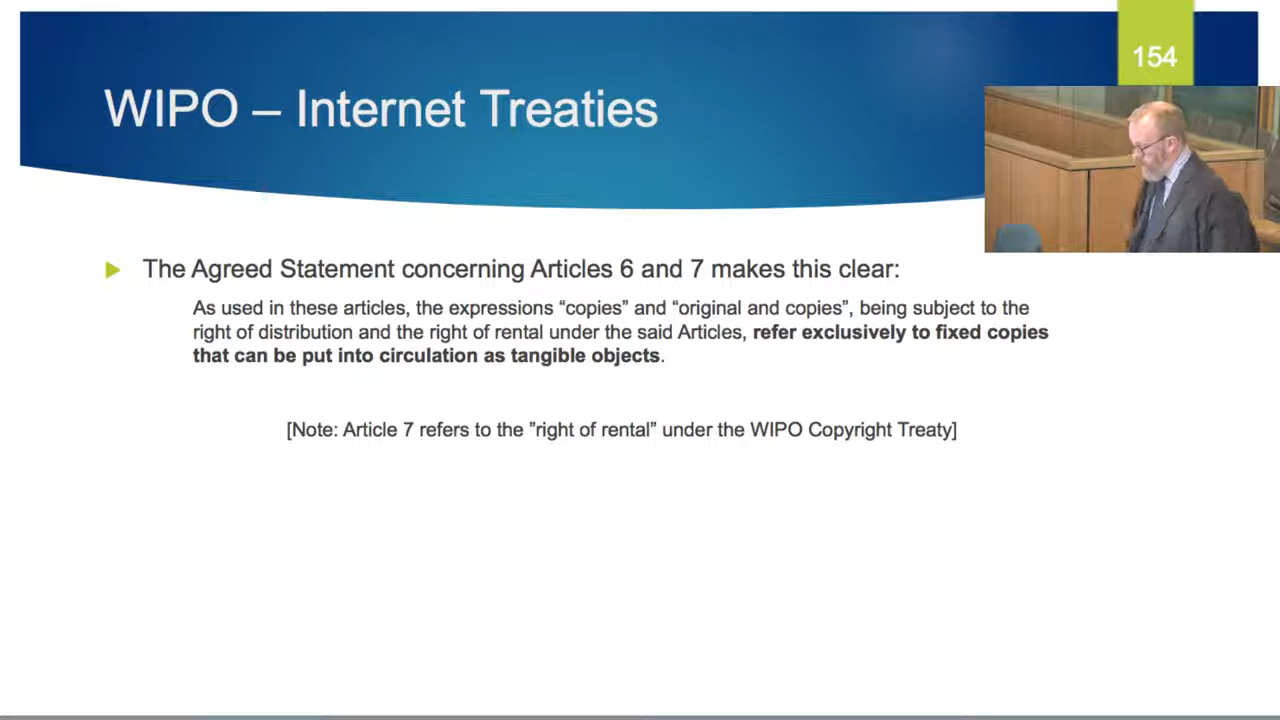 154
WIPO – Internet Treaties
The Agreed Statement concerning Articles 6 and 7 makes this clear:
As used in these articles, the expressions “copies” and “original and copies”, being subject to the
right of distribution and the right of rental under the said Articles, refer exclusively to fixed copies
that can be put into circulation as tangible objects.
[Note: Article 7 refers to the ”right of rental” under the WIPO Copyright Treaty]